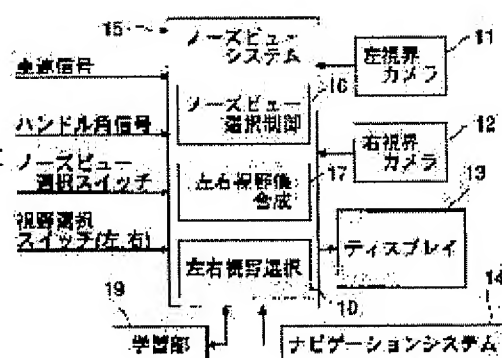 15
ノーズビュー
システム
車速信号
ハンドル角信号
ノーズビュー
選択スイッチ
視野選択
スイッチ(左,右)
ノーズビュー
選択制御
16
左右視野像
合成
17
左右視野選択
18
左視界
カメラ
11
右視界
カメラ
12
ディスプレイ
13
19
学習部
ナビゲーションシステム
14